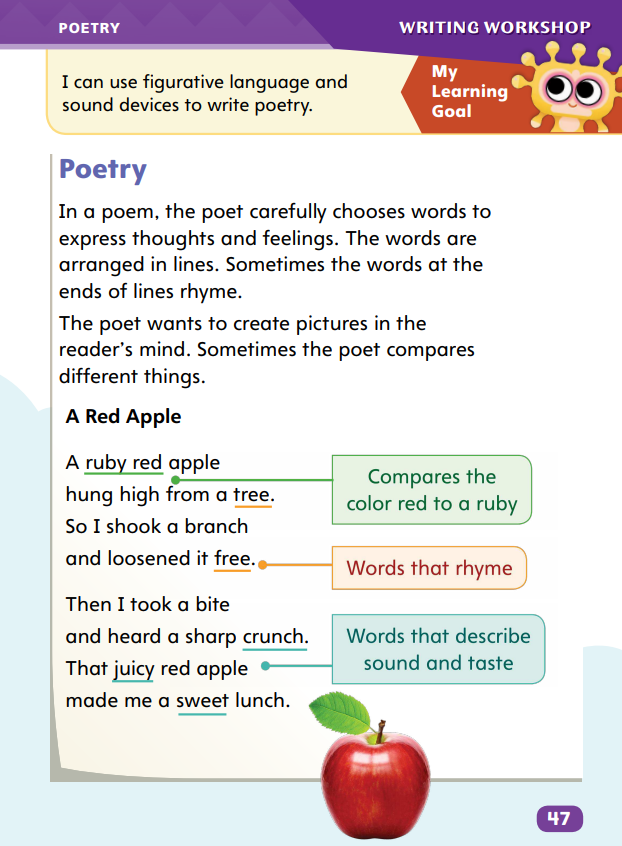 POETRY
WRITING WORKSHOP
I can use figurative language and
sound devices to write poetry.
My
Learning
Goal
Poetry
In a poem, the poet carefully chooses words to
express thoughts and feelings. The words are
arranged in lines. Sometimes the words at the
ends of lines rhyme.
The poet wants to create pictures in the
reader's mind. Sometimes the poet compares
different things.
A Red Apple
A ruby red apple
hung high from a tree.
So I shook a branch
and loosened it free.
Then I took a bite
and heard a sharp crunch.
That juicy red apple
made me a sweet lunch.
Compares the
color red to a ruby
Words that rhyme
Words that describe
sound and taste
47